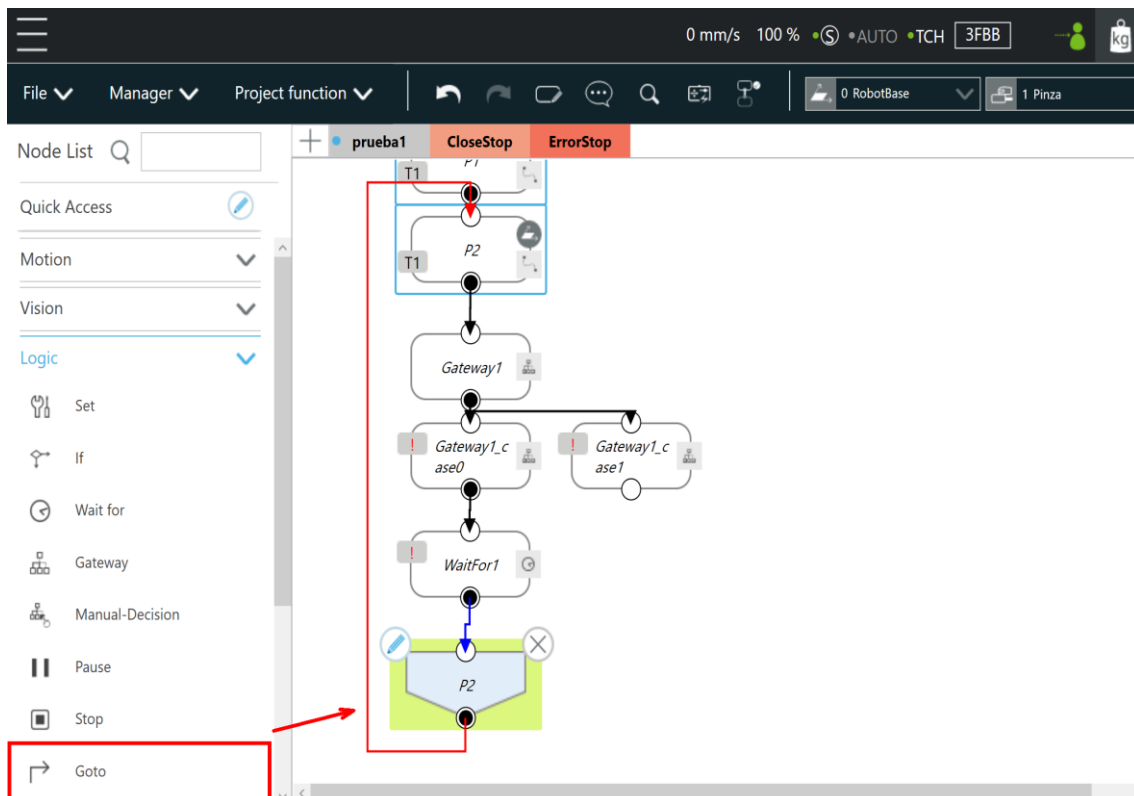 0 mm/s 100 % S AUTO TCH 3FBB kg
File Manager Project function 0 RobotBase 1 Pinza
Node List
prueba1 CloseStop ErrorStop
Quick Access
Motion
Vision
Logic
Set
If
Wait for
Gateway
Manual-Decision
Pause
Stop
Goto
P1
T1
P2
T1
Gateway1
!
Gateway1_c
ase0
!
Gateway1_c
ase1
!
WaitFor1
P2